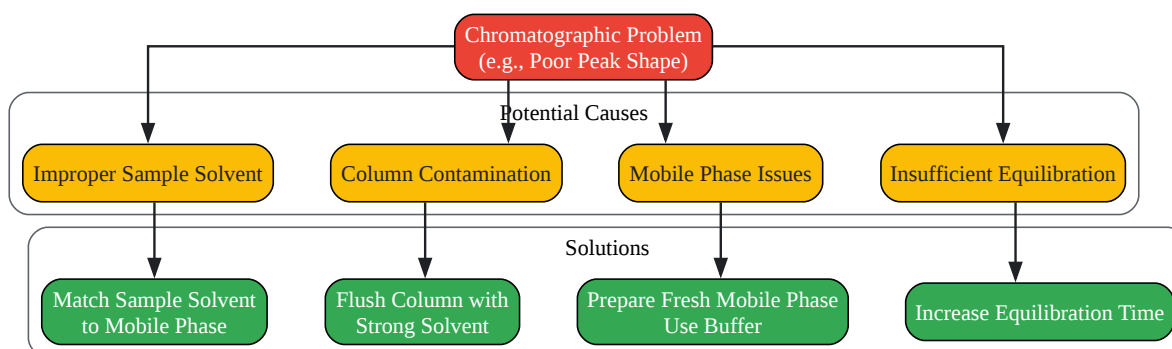 Chromatographic Problem
(e.g., Poor Peak Shape)
Potential Causes
Improper Sample Solvent
Column Contamination
Mobile Phase Issues
Insufficient Equilibration
Solutions
Match Sample Solvent
to Mobile Phase
Flush Column with
Strong Solvent
Prepare Fresh Mobile Phase
Use Buffer
Increase Equilibration Time